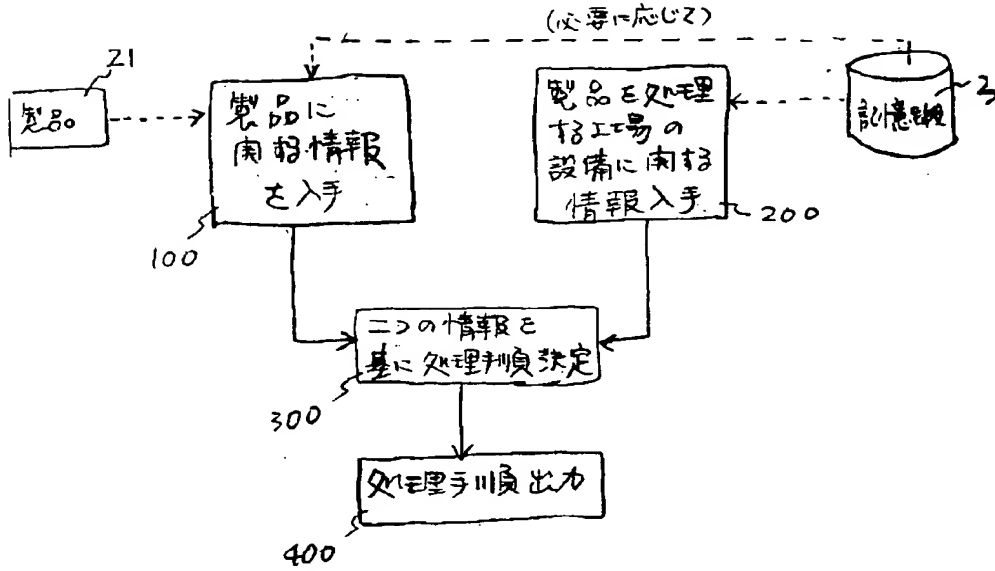 (必要に応じて)
21
製品
製品に
関する情報
を入手
100
製品を処理
する工場の
設備に関する
情報入手
200
3
記憶手段
二つの情報を
基に処理手順決定
300
処理手順出力
400